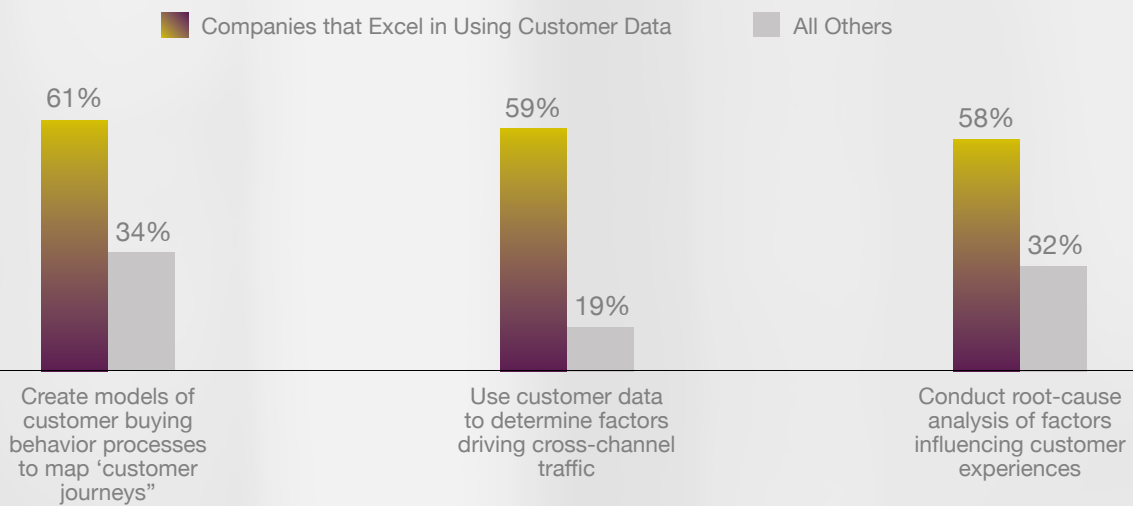 Companies that Excel in Using Customer Data
All Others
61%
34%
59%
19%
58%
32%
Create models of
customer buying
behavior processes
to map ‘customer
journeys”
Use customer data
to determine factors
driving cross-channel
traffic
Conduct root-cause
analysis of factors
influencing customer
experiences